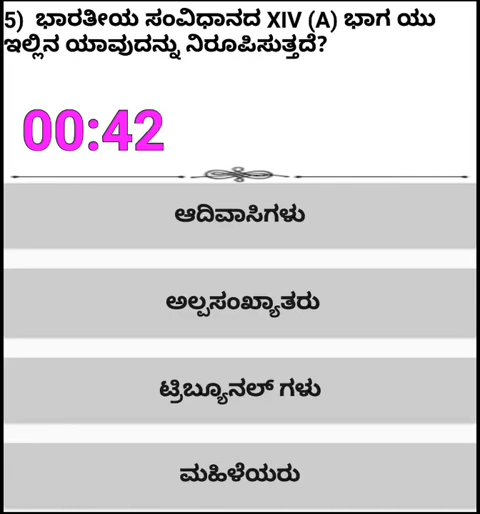 5) ಭಾರತೀಯ ಸಂವಿಧಾನದ XIV (A) ಭಾಗ ಯು
ಇಲ್ಲಿನ ಯಾವುದನ್ನು ನಿರೂಪಿಸುತ್ತದೆ?
00:42
ಆದಿವಾಸಿಗಳು
ಅಲ್ಪಸಂಖ್ಯಾತರು
ಟ್ರಿಬ್ಯೂನಲ್ ಗಳು
ಮಹಿಳೆಯರು